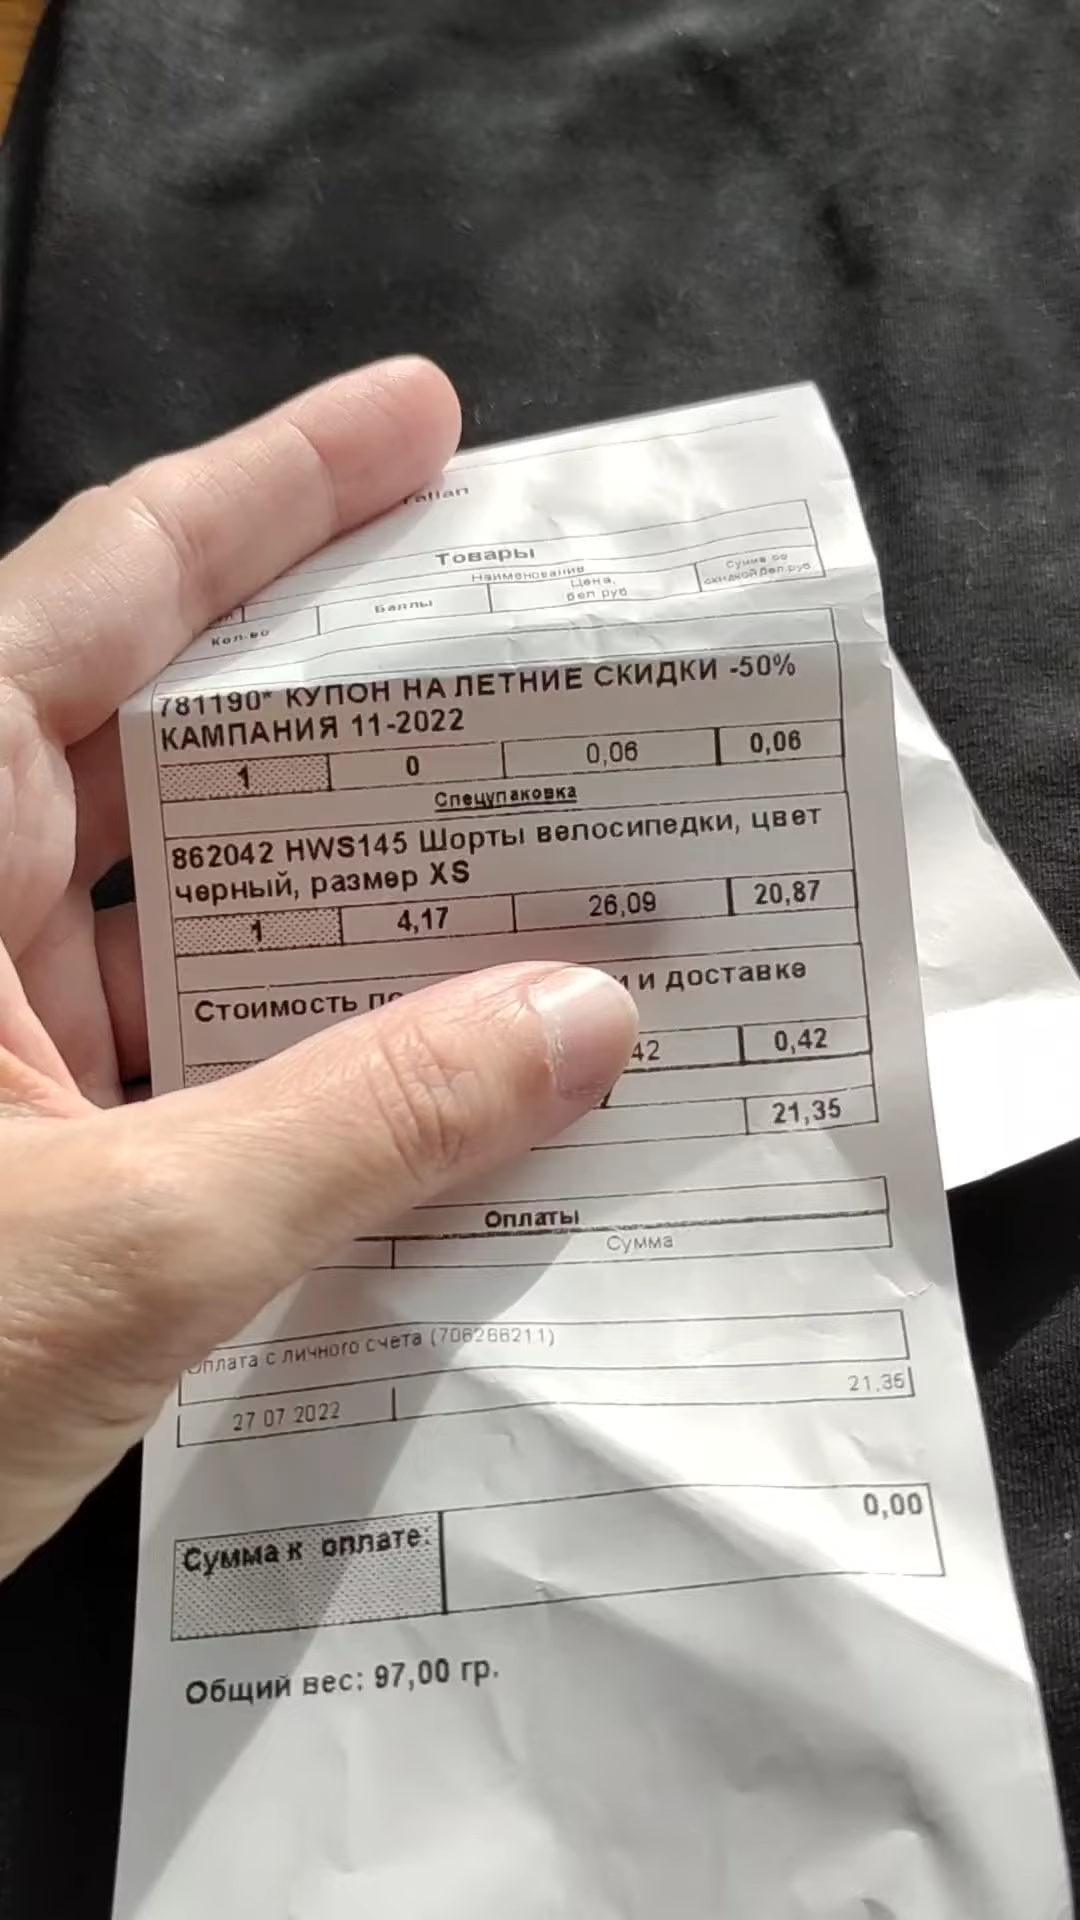 Товары
Наименование
Кол-во Баллы Цена, бел руб Сумма со скидкой бел.руб
781190* КУПОН НА ЛЕТНИЕ СКИДКИ -50%
КАМПАНИЯ 11-2022
1 0 0,06 0,06
Спецупаковка
862042 HWS145 Шорты велосипедки, цвет
черный, размер XS
1 4,17 26,09 20,87
Стоимость и доставке
42 0,42
21,35
Оплаты
Сумма
Оплата с личного счета (706266211)
27 07 2022 21.35
Сумма к оплате: 0,00
Общий вес: 97,00 гр.